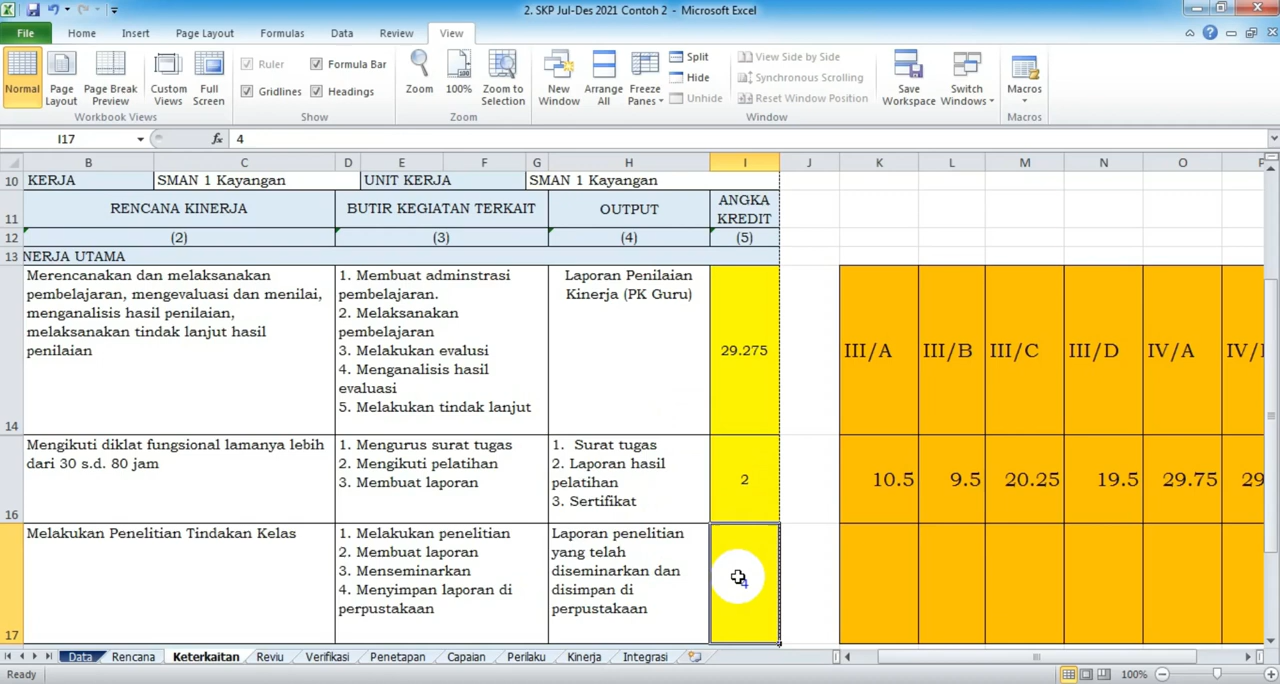 2. SKP Jul-Des 2021 Contoh 2 - Microsoft Excel
File Home Insert Page Layout Formulas Data Review View
Normal
Page Layout
Page Break Preview
Custom Views
Full Screen
Workbook Views
Ruler
Formula Bar
Gridlines
Headings
Show
Zoom
100%
Zoom to Selection
Zoom
New Window
Arrange All
Freeze Panes
Split
Hide
Unhide
View Side by Side
Synchronous Scrolling
Reset Window Position
Window
Save Workspace
Switch Windows
Macros
Macros
I17 fx 4
B C D E F G H I J K L M N O P
10 KERJA SMAN 1 Kayangan UNIT KERJA SMAN 1 Kayangan
11 RENCANA KINERJA BUTIR KEGIATAN TERKAIT OUTPUT ANGKA KREDIT
12 (2) (3) (4) (5)
13 NERJA UTAMA
14
Merencanakan dan melaksanakan
pembelajaran, mengevaluasi dan menilai,
menganalisis hasil penilaian,
melaksanakan tindak lanjut hasil
penilaian
1. Membuat adminstrasi
pembelajaran.
2. Melaksanakan
pembelajaran
3. Melakukan evalusi
4. Menganalisis hasil
evaluasi
5. Melakukan tindak lanjut
Laporan Penilaian
Kinerja (PK Guru)
29.275
III/A III/B III/C III/D IV/A
16
Mengikuti diklat fungsional lamanya lebih
dari 30 s.d. 80 jam
1. Mengurus surat tugas
2. Mengikuti pelatihan
3. Membuat laporan
1. Surat tugas
2. Laporan hasil
pelatihan
3. Sertifikat
2
10.5 9.5 20.25 19.5 29.75 29
17
Melakukan Penelitian Tindakan Kelas
1. Melakukan penelitian
2. Membuat laporan
3. Menseminarkan
4. Menyimpan laporan di
perpustakaan
Laporan penelitian
yang telah
diseminarkan dan
disimpan di
perpustakaan
4
Data Rencana Keterkaitan Reviu Verifikasi Penetapan Capaian Perilaku Kinerja Integrasi
Ready 100%